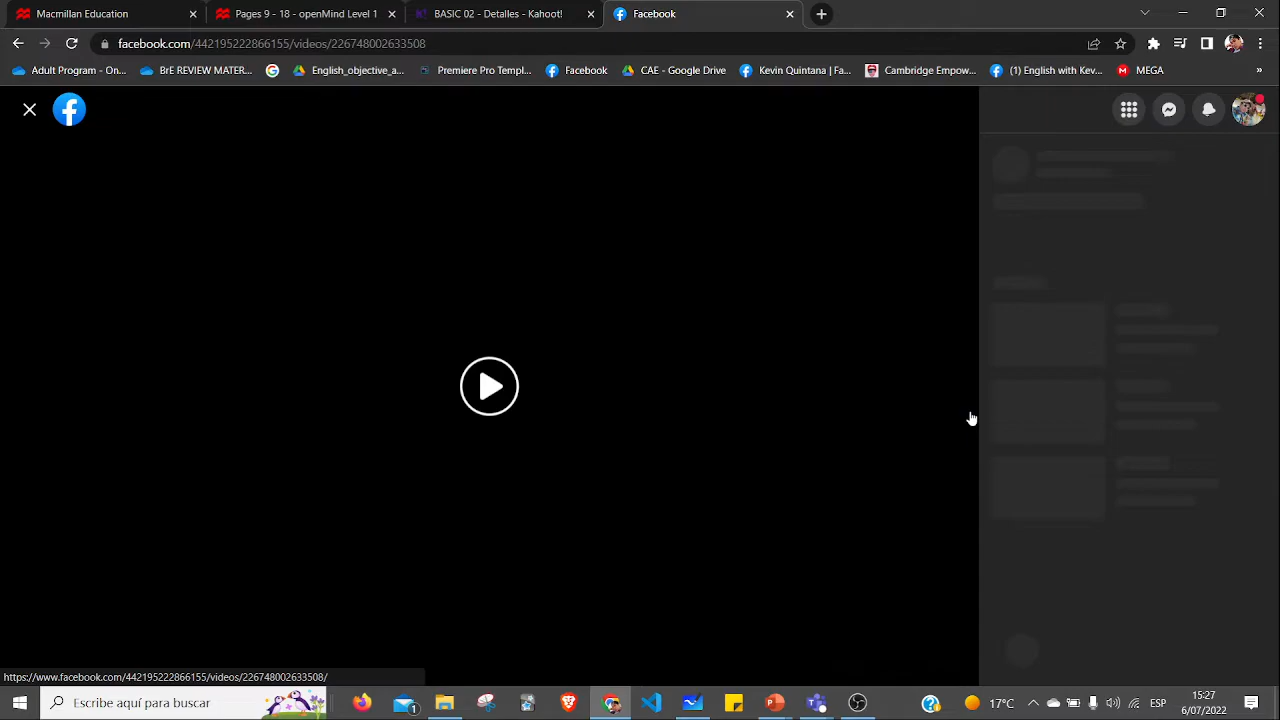 Macmillan Education
Pages 9 - 18 - openMind Level 1
BASIC 02 - Detalles - Kahoot!
Facebook
facebook.com/442195222866155/videos/226748002633508
Adult Program - On...
BrE REVIEW MATER...
English_objective_a...
Premiere Pro Templ...
Facebook
CAE - Google Drive
Kevin Quintana | Fa...
Cambridge Empow...
(1) English with Kev...
MEGA
»
https://www.facebook.com/442195222866155/videos/226748002633508/
Escribe aquí para buscar
1
17°C
ESP
15:27
6/07/2022